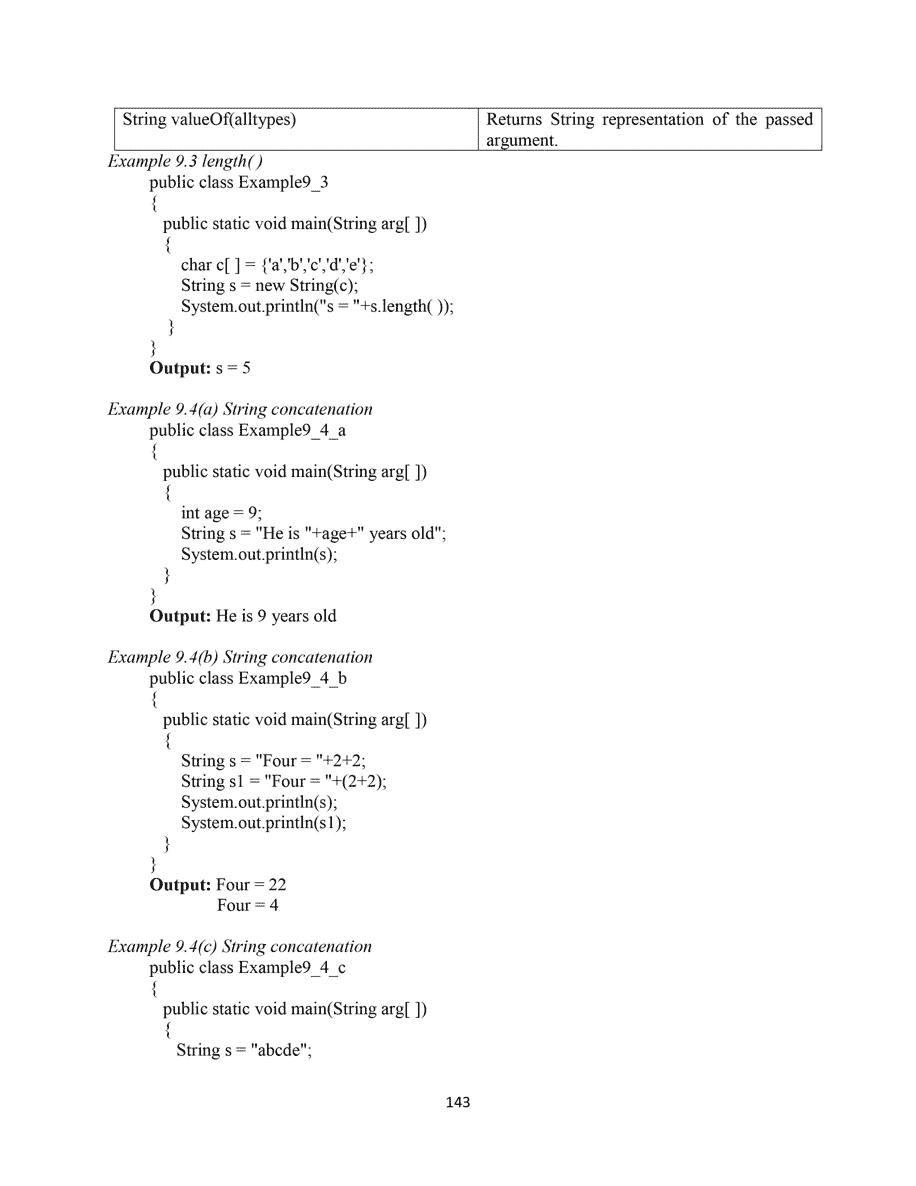 String valueOf(alltypes)
Returns String representation of the passed
argument.
Example 9.3 length( )
public class Example9_3
{
public static void main(String arg[ ])
{
char c[ ] = {'a','b','c','d','e'};
String s = new String(c);
System.out.println("s = "+s.length( ));
}
}
Output: s = 5
Example 9.4(a) String concatenation
public class Example9_4_a
{
public static void main(String arg[ ])
{
int age = 9;
String s = "He is "+age+" years old";
System.out.println(s);
}
}
Output: He is 9 years old
Example 9.4(b) String concatenation
public class Example9_4_b
{
public static void main(String arg[ ])
{
String s = "Four = "+2+2;
String s1 = "Four = "+(2+2);
System.out.println(s);
System.out.println(s1);
}
}
Output: Four = 22
Four = 4
Example 9.4(c) String concatenation
public class Example9_4_c
{
public static void main(String arg[ ])
{
String s = "abcde";
143